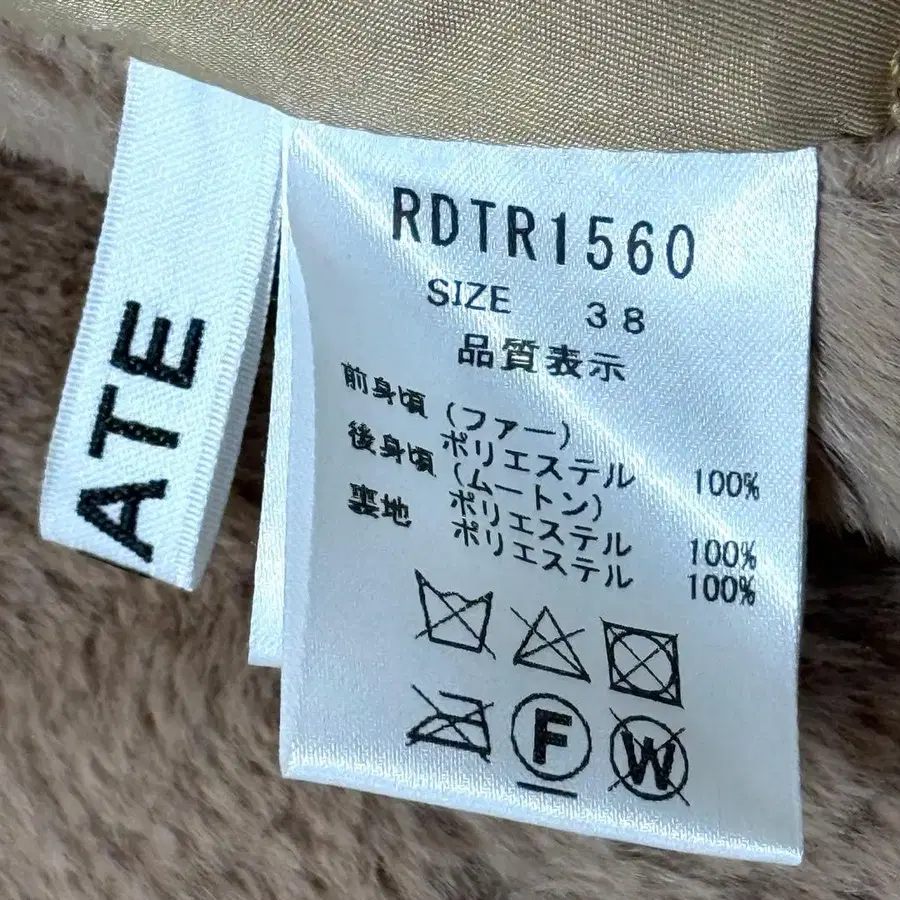 ATE
RDTR1560
SIZE 38
品質表示
前身頃 (ファー)
ポリエステル 100%
後身頃 (ムートン)
ポリエステル 100%
裏地 ポリエステル 100%
F
W